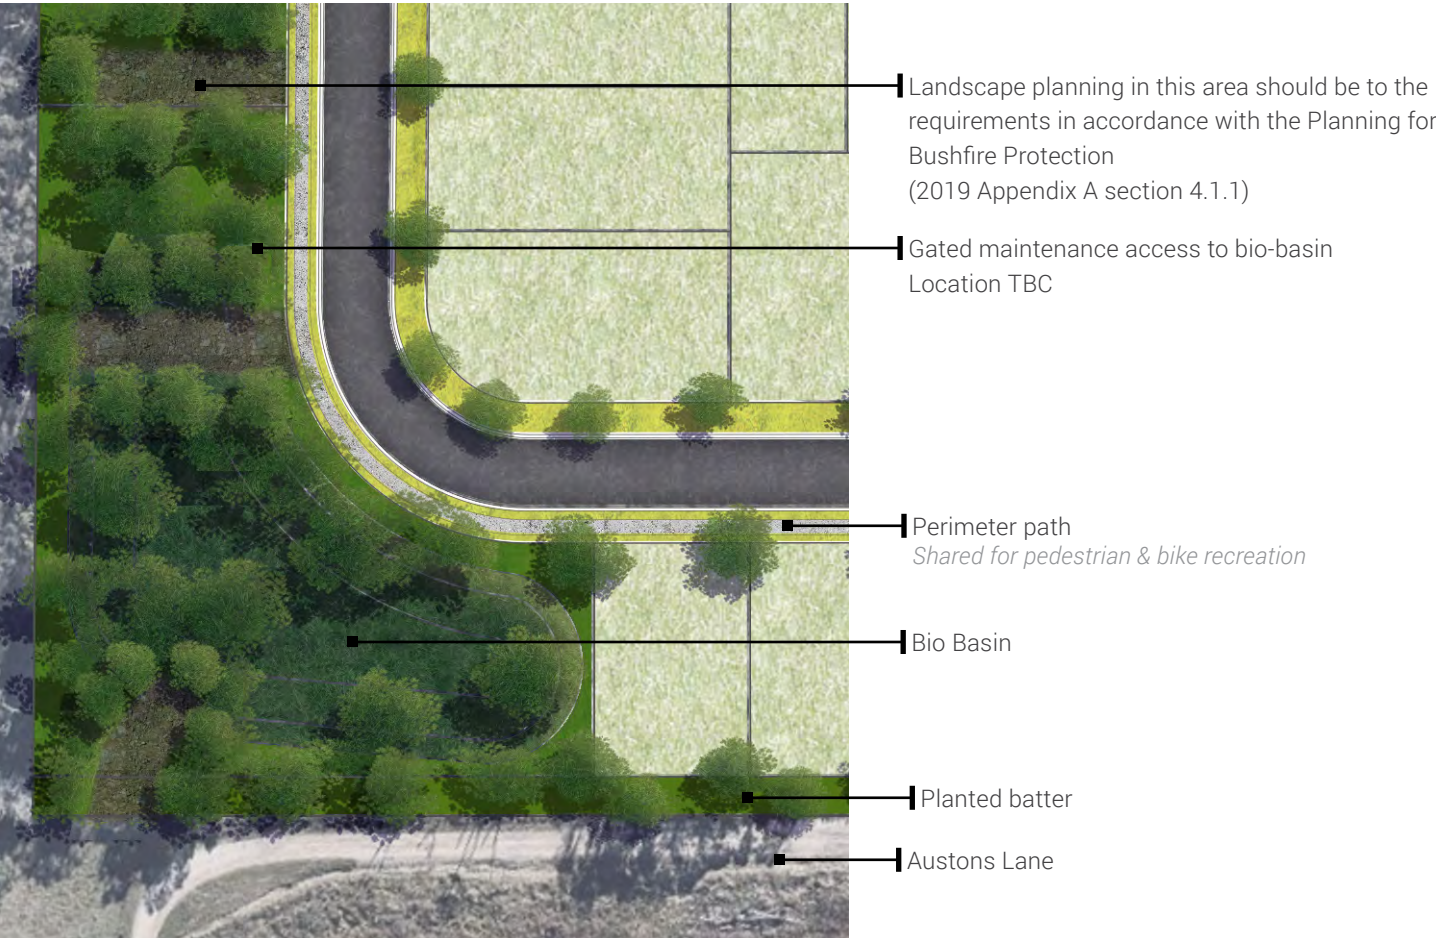 Landscape planning in this area should be to the
requirements in accordance with the Planning for
Bushfire Protection
(2019 Appendix A section 4.1.1)
Gated maintenance access to bio-basin
Location TBC
Perimeter path
Shared for pedestrian & bike recreation
Bio Basin
Planted batter
Austons Lane